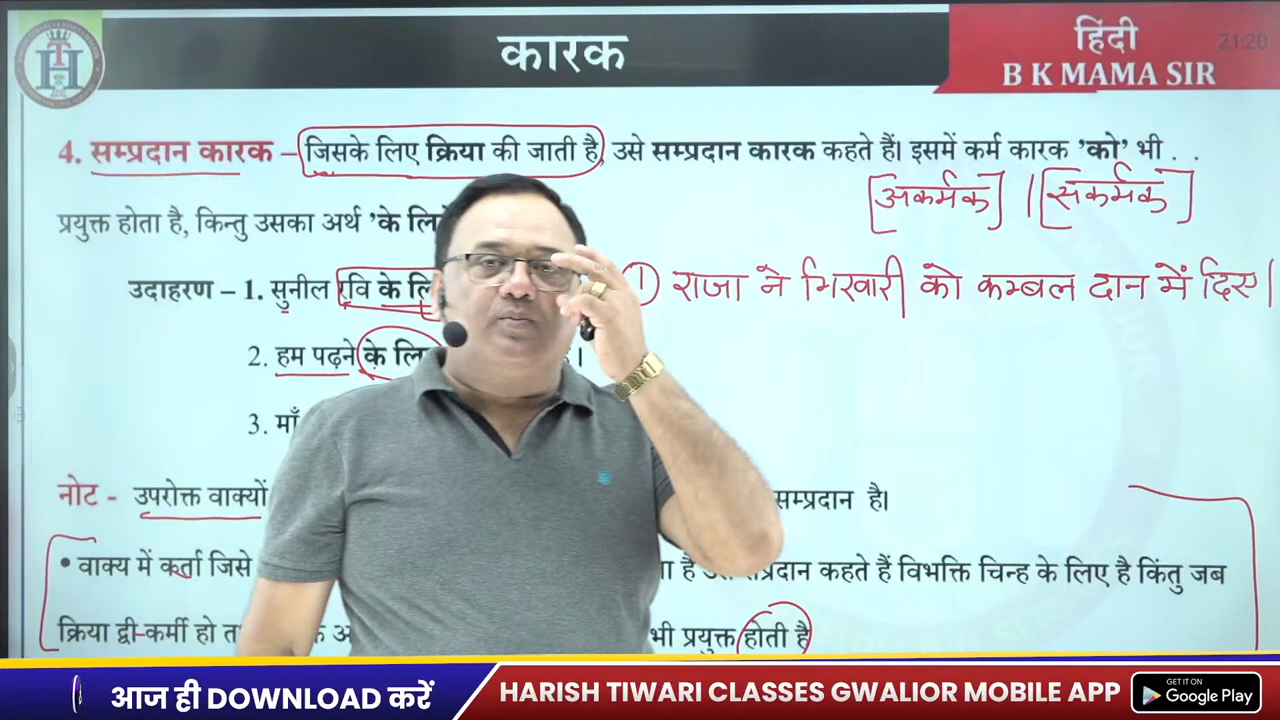 कारक
हिंदी
21:20
B K MAMA SIR
4. सम्प्रदान कारक – जिसके लिए क्रिया की जाती है, उसे सम्प्रदान कारक कहते हैं। इसमें कर्म कारक 'को' भी . .
[अकर्मक] | [सकर्मक]
प्रयुक्त होता है, किन्तु उसका अर्थ 'के लि
उदाहरण – 1. सुनील रवि के लि
① राजा ने भिखारी को कम्बल दान में दिए।
2. हम पढ़ने के लि
3. माँ
नोट - उपरोक्त वाक्यों सम्प्रदान है।
• वाक्य में कर्ता जिसे है कहते हैं विभक्ति चिन्ह के लिए है किंतु जब
क्रिया द्वी-कर्मी हो भी प्रयुक्त होती है
आज ही DOWNLOAD करें
HARISH TIWARI CLASSES GWALIOR MOBILE APP
GET IT ON
Google Play